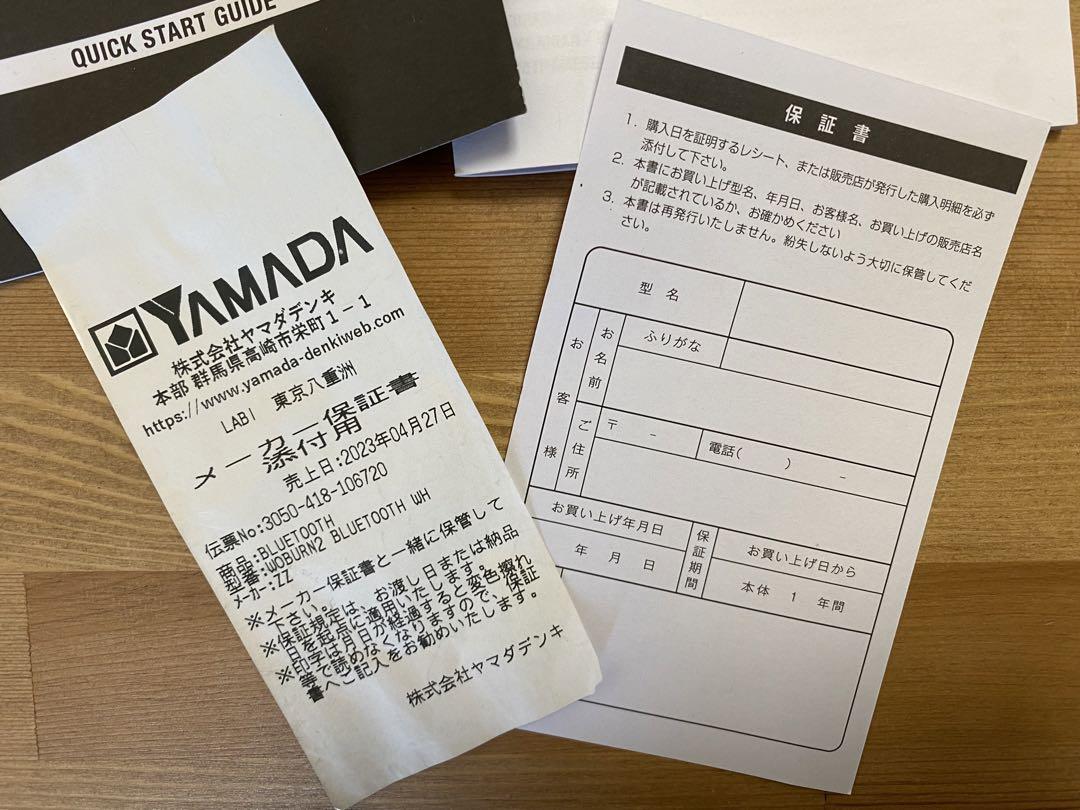 QUICK START GUIDE
YAMADA
株式会社ヤマダデンキ
本部 群馬県高崎市栄町1-1
https://www.yamada-denkiweb.com
LABI 東京八重洲
メーカー保証書
添付用
売上日:2023年04月27日
伝票No:3050-418-106720
商品:BLUETOOTH
型番:WOBURN2 BLUETOOTH WH
メーカー:ZZ
※メーカー保証書と一緒に保管して
下さい。
※保証規定は、お渡し日または納品
日を起点に適用いたします。
※印字は月日が経過すると変色擦れ
等で読めなくなりますので、保証
書へご記入をお勧めいたします。
株式会社ヤマダデンキ
保証書
1. 購入日を証明するレシート、または販売店が発行した購入明細を必ず
添付して下さい。
2. 本書にお買い上げ型名、年月日、お客様名、お買い上げの販売店名
が記載されているか、お確かめください
3. 本書は再発行いたしません。紛失しないよう大切に保管してくだ
さい。
型名
お客様
お名前
ふりがな
ご住所
〒 -
電話( ) -
お買い上げ年月日
年 月 日
保証期間
お買い上げ日から
本体 1 年間